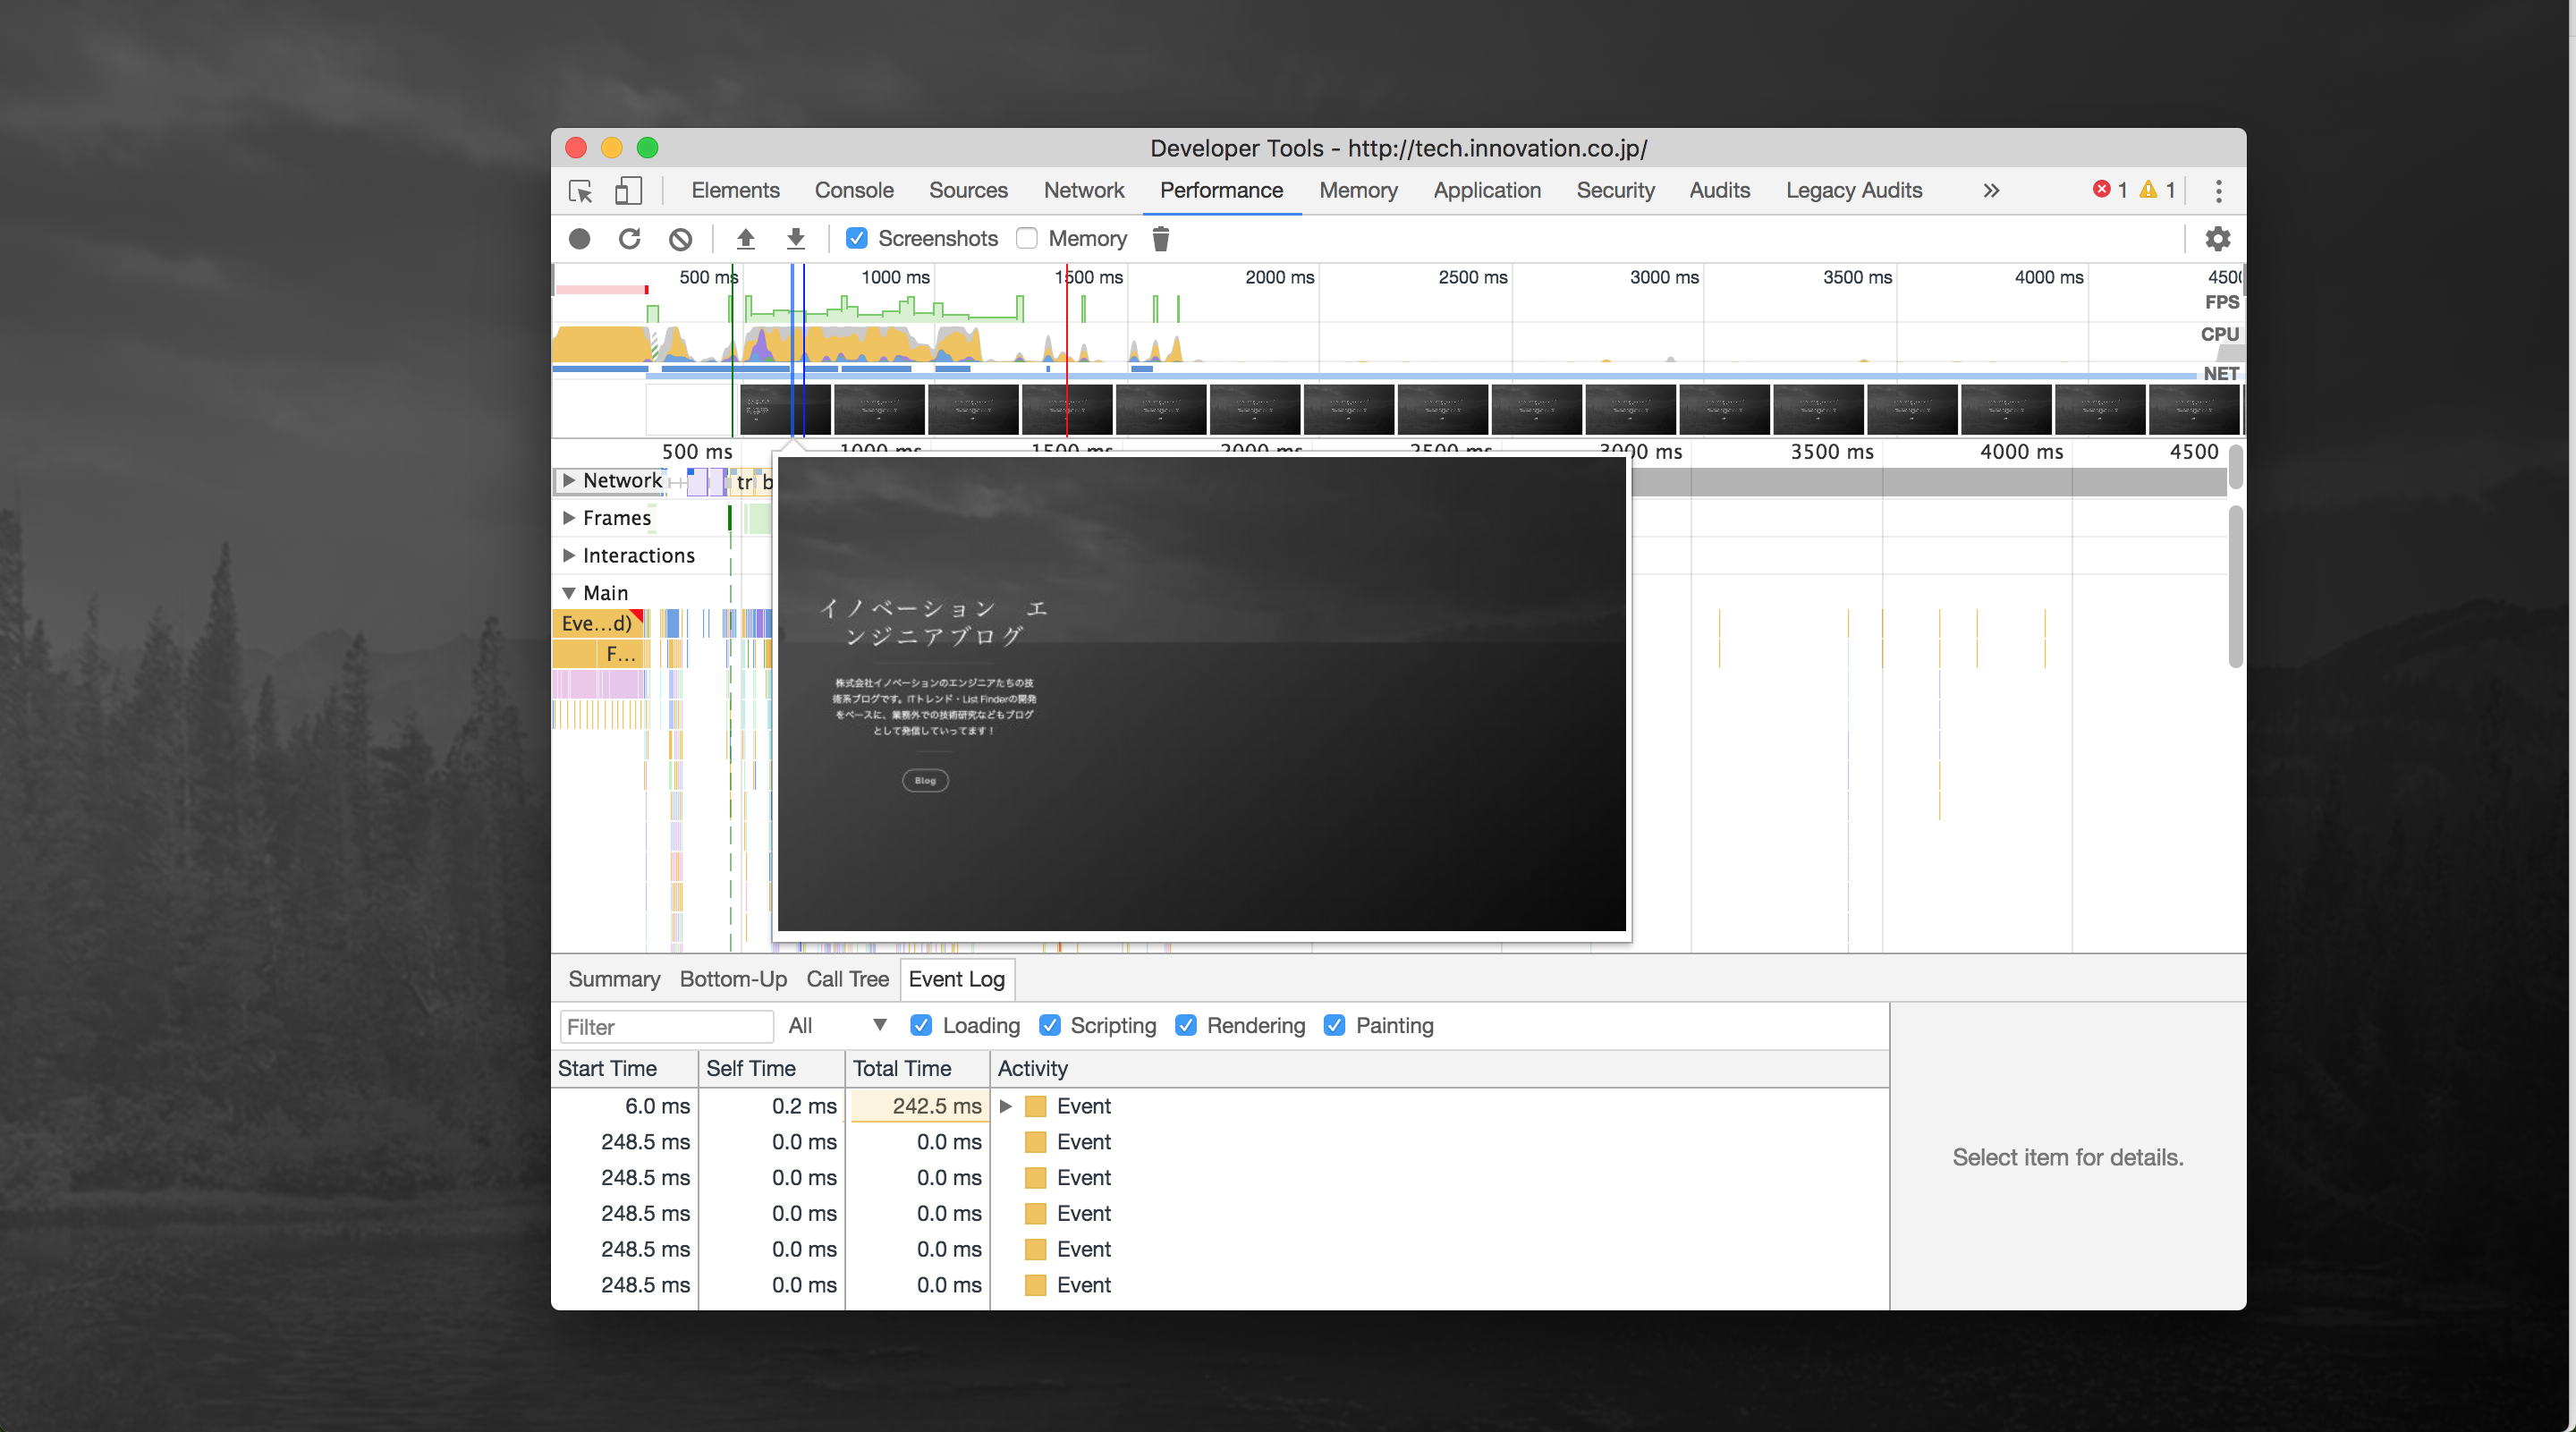 Developer Tools - http://tech.innovation.co.jp/
Elements Console Sources Network Performance Memory Application Security Audits Legacy Audits » 1 1
Screenshots Memory
500 ms 1000 ms 1500 ms 2000 ms 2500 ms 3000 ms 3500 ms 4000 ms 450
FPS
CPU
NET
500 ms 1000 ms 1500 ms 2000 ms 2500 ms 3000 ms 3500 ms 4000 ms 4500
Network tr b
Frames
Interactions
Main
Eve...d)
F...
イノベーション エ
ンジニアブログ
株式会社イノベーションのエンジニアたちの技
術系ブログです。ITトレンド・List Finderの開発
をベースに、業務外での技術研究などもブログ
として発信していってます！
Blog
Summary Bottom-Up Call Tree Event Log
Filter All Loading Scripting Rendering Painting
Start Time Self Time Total Time Activity
6.0 ms 0.2 ms 242.5 ms Event
248.5 ms 0.0 ms 0.0 ms Event
248.5 ms 0.0 ms 0.0 ms Event
Select item for details.
248.5 ms 0.0 ms 0.0 ms Event
248.5 ms 0.0 ms 0.0 ms Event
248.5 ms 0.0 ms 0.0 ms Event